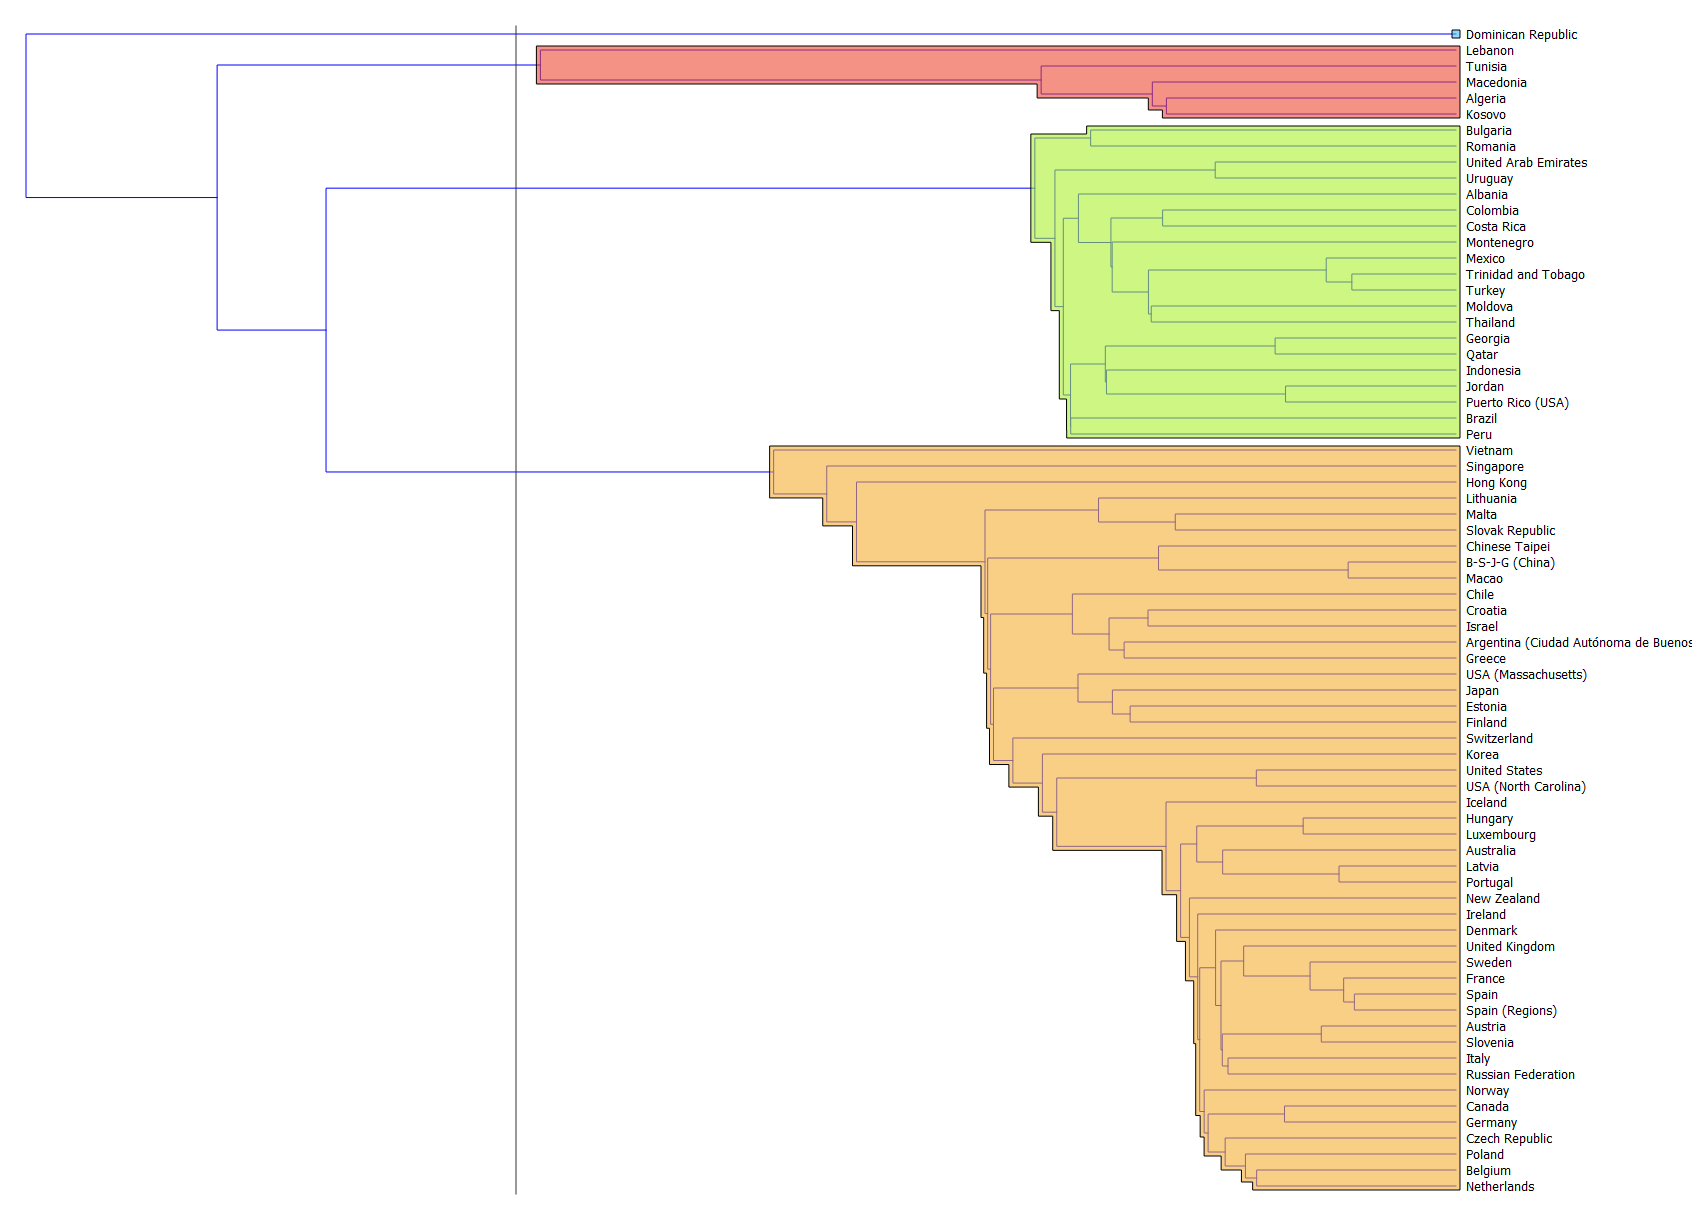 Dominican Republic
Lebanon
Tunisia
Macedonia
Algeria
Kosovo
Bulgaria
Romania
United Arab Emirates
Uruguay
Albania
Colombia
Costa Rica
Montenegro
Mexico
Trinidad and Tobago
Turkey
Moldova
Thailand
Georgia
Qatar
Indonesia
Jordan
Puerto Rico (USA)
Brazil
Peru
Vietnam
Singapore
Hong Kong
Lithuania
Malta
Slovak Republic
Chinese Taipei
B-S-J-G (China)
Macao
Chile
Croatia
Israel
Argentina (Ciudad Autónoma de Buenos
Greece
USA (Massachusetts)
Japan
Estonia
Finland
Switzerland
Korea
United States
USA (North Carolina)
Iceland
Hungary
Luxembourg
Australia
Latvia
Portugal
New Zealand
Ireland
Denmark
United Kingdom
Sweden
France
Spain
Spain (Regions)
Austria
Slovenia
Italy
Russian Federation
Norway
Canada
Germany
Czech Republic
Poland
Belgium
Netherlands